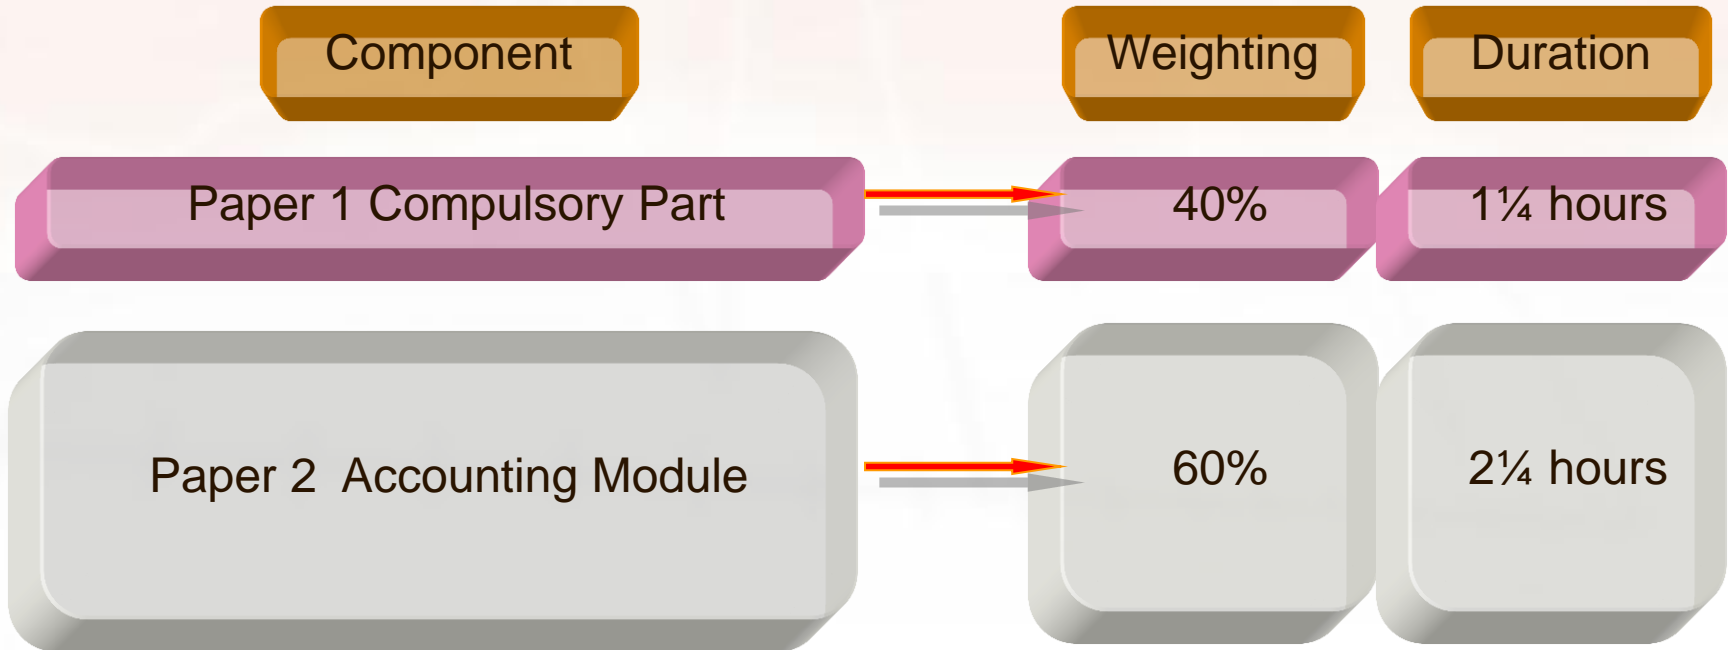 Component Weighting Duration
Paper 1 Compulsory Part 40% 1¼ hours
Paper 2  Accounting Module 60% 2¼ hours